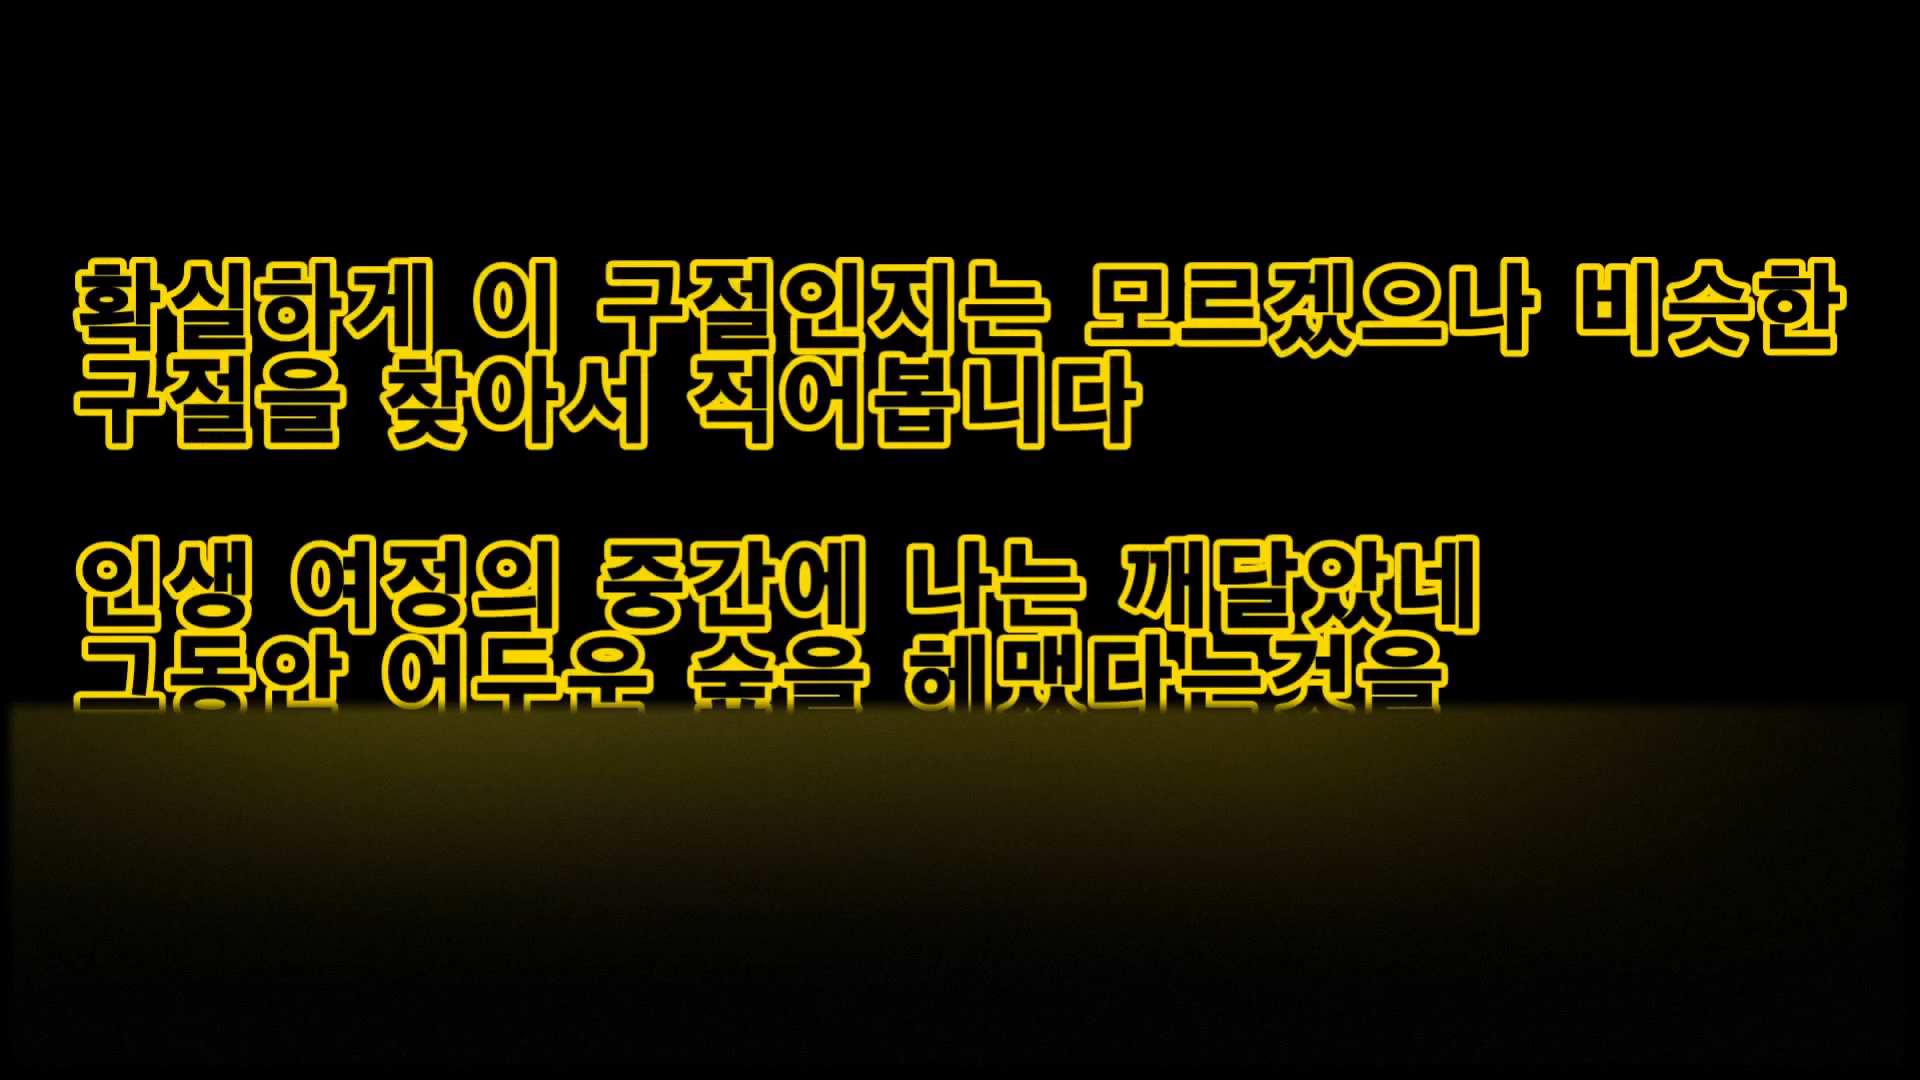 확실하게 이 구절인지는 모르겠으나 비슷한
구절을 찾아서 적어봅니다
인생 여정의 중간에 나는 깨달았네
그동안 어두운 숲을 헤맸다는것을